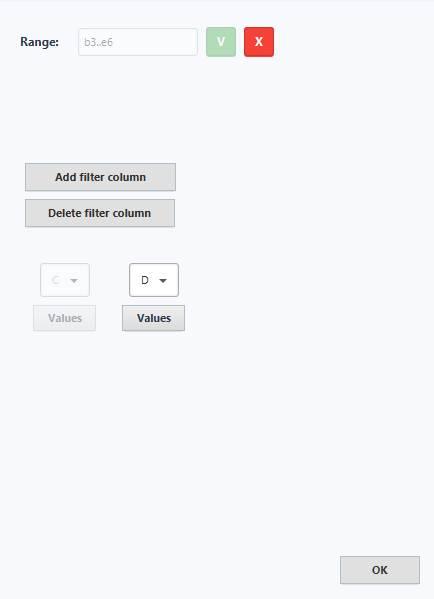 Range: b3..e6 V X
Add filter column
Delete filter column
C D
Values Values
OK